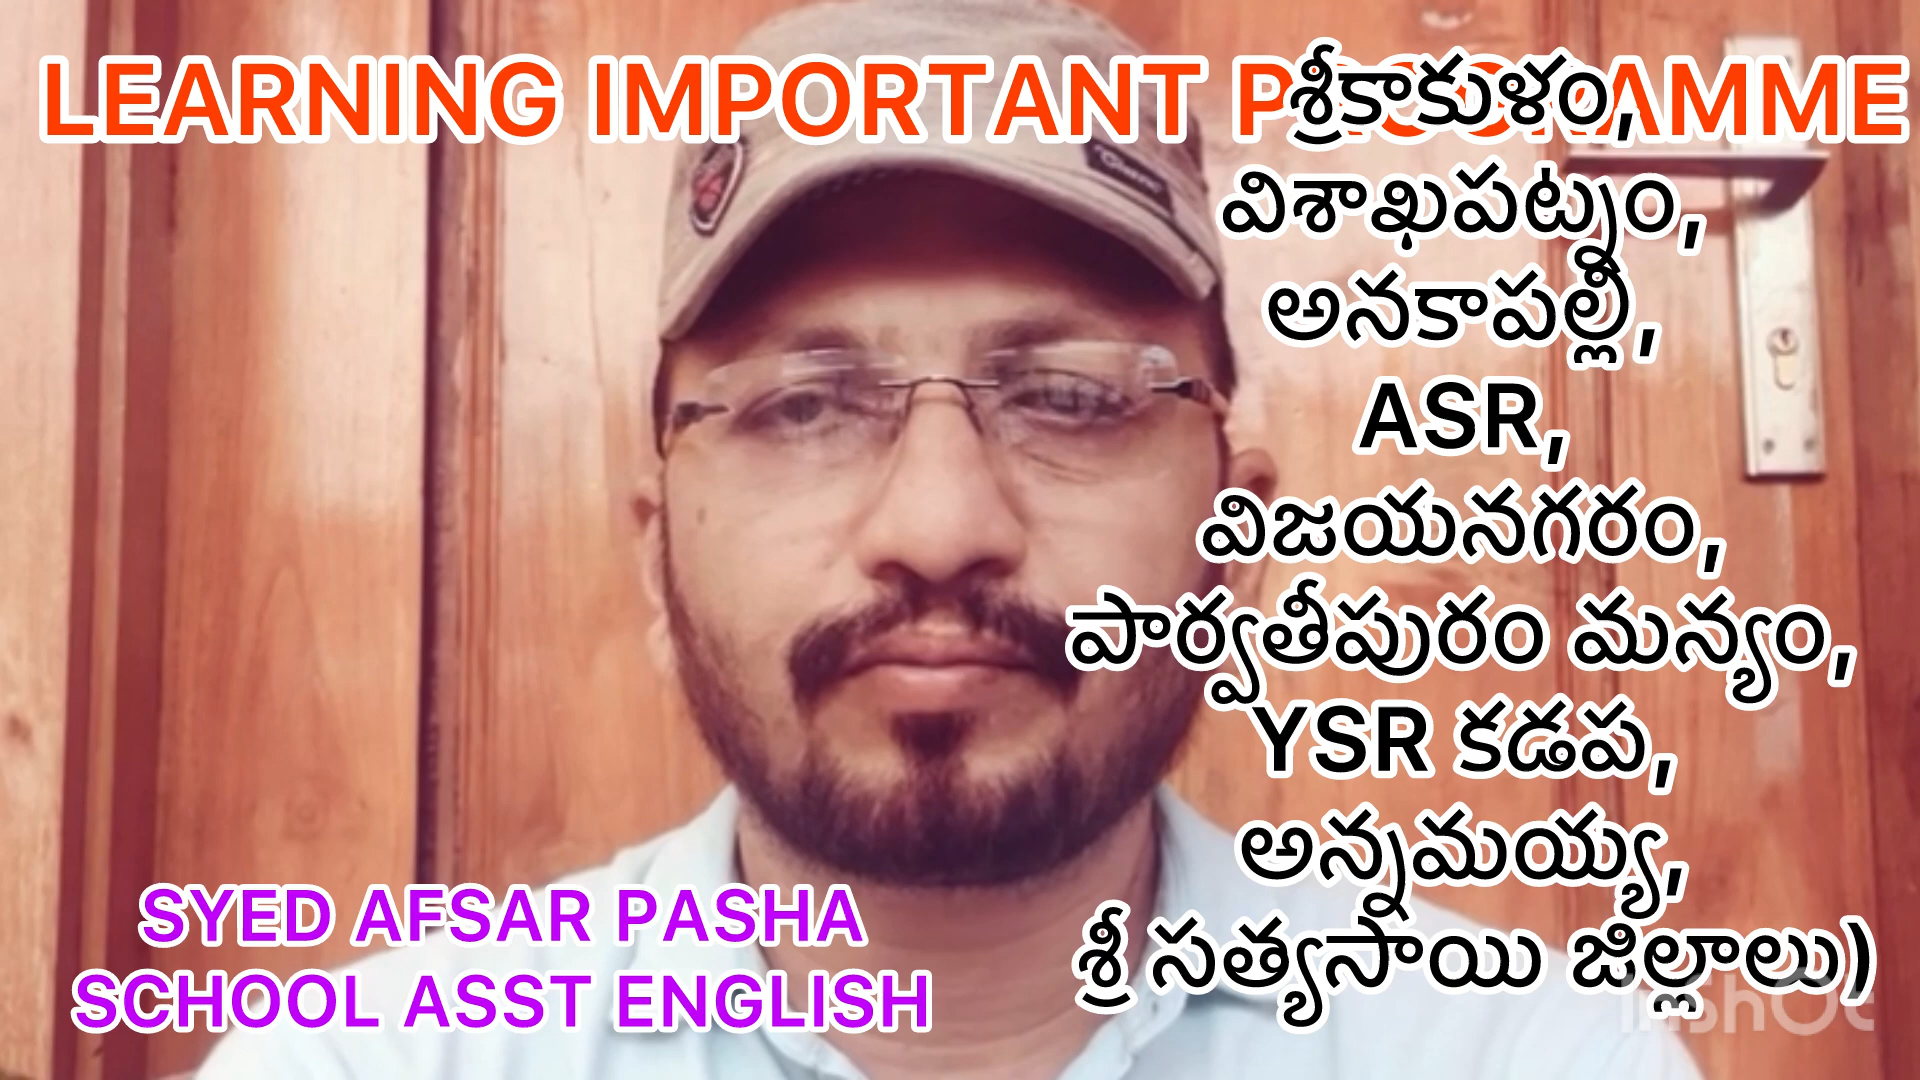 LEARNING IMPORTANT PROGRAMME
శ్రీకాకుళం,
విశాఖపట్నం,
అనకాపల్లి,
ASR,
విజయనగరం,
పార్వతీపురం మన్యం,
YSR కడప,
అన్నమయ్య,
శ్రీ సత్యసాయి జిల్లాలు)
SYED AFSAR PASHA
SCHOOL ASST ENGLISH
InShOt